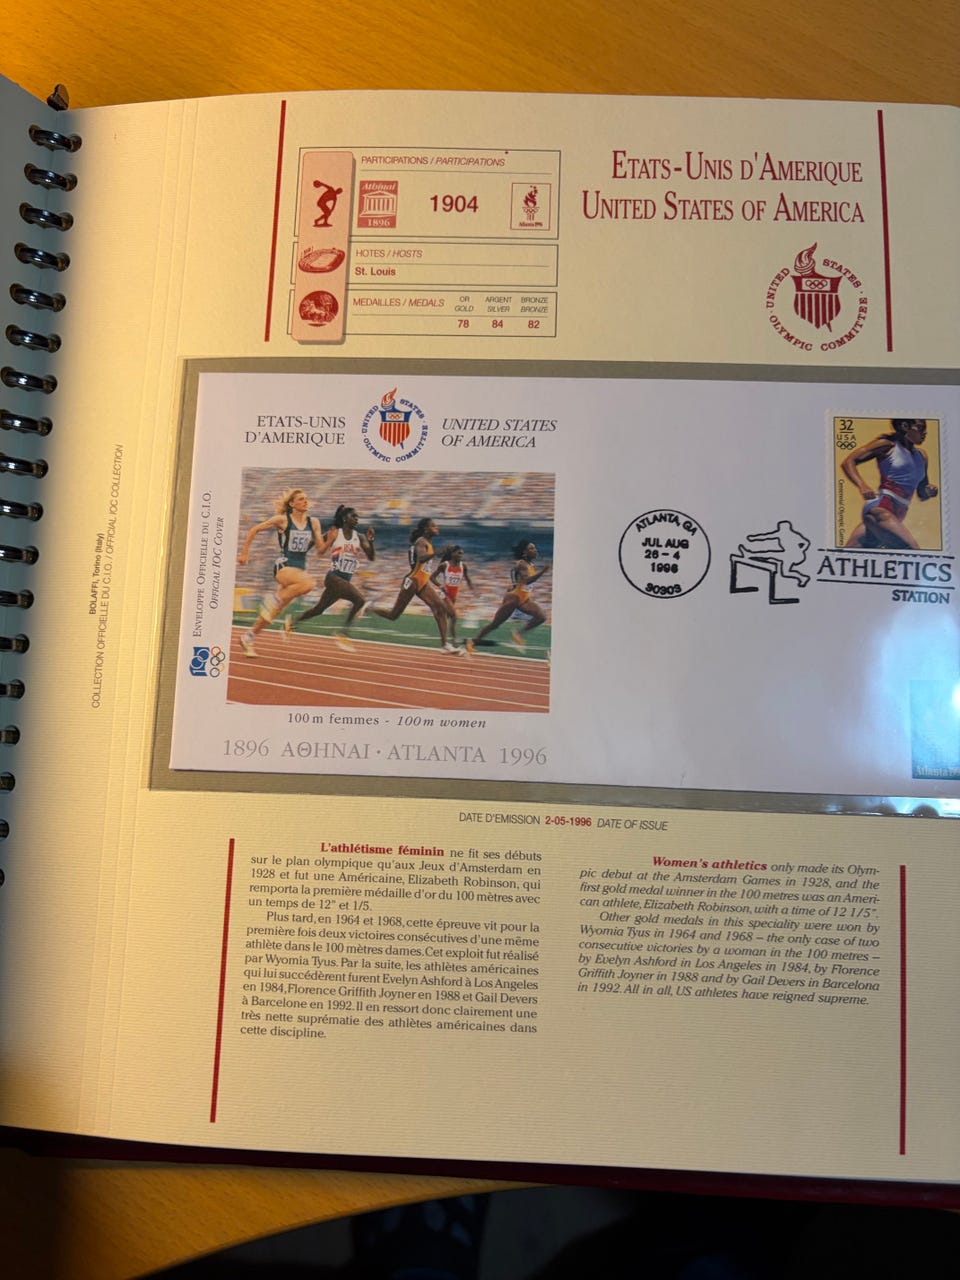 PARTICIPATIONS / PARTICIPATIONS
Athinai
1896
1904
Atlanta 1996
HOTES / HOSTS
St. Louis
MEDAILLES / MEDALS
OR
GOLD
ARGENT
SILVER
BRONZE
BRONZE
78 84 82
ETATS-UNIS D'AMERIQUE
UNITED STATES OF AMERICA
UNITED STATES · OLYMPIC COMMITTEE ·
BOLAFFI, Torino (Italy)
COLLECTION OFFICIELLE DU C.I.O. / OFFICIAL IOC COLLECTION
ETATS-UNIS
D'AMERIQUE
UNITED STATES · OLYMPIC COMMITTEE ·
UNITED STATES
OF AMERICA
ENVELOPPE OFFICIELLE DU C.I.O.
OFFICIAL IOC COVER
100 m femmes - 100 m women
1896 ΑΘΗΝΑΙ · ATLANTA 1996
ATLANTA, GA
JUL AUG
26 - 4
1996
30303
32
USA
Centennial Olympic Games
ATHLETICS
STATION
DATE D'EMISSION 2-05-1996 DATE OF ISSUE
L'athlétisme féminin ne fit ses débuts
sur le plan olympique qu'aux Jeux d'Amsterdam en
1928 et fut une Américaine, Elizabeth Robinson, qui
remporta la première médaille d'or du 100 mètres avec
un temps de 12" et 1/5.
Plus tard, en 1964 et 1968, cette épreuve vit pour la
première fois deux victoires consécutives d'une même
athlète dans le 100 mètres dames. Cet exploit fut réalisé
par Wyomia Tyus. Par la suite, les athlètes américaines
qui lui succédèrent furent Evelyn Ashford à Los Angeles
en 1984, Florence Griffith Joyner en 1988 et Gail Devers
à Barcelone en 1992. Il en ressort donc clairement une
très nette suprématie des athlètes américaines dans
cette discipline.
Women's athletics only made its Olym-
pic debut at the Amsterdam Games in 1928, and the
first gold medal winner in the 100 metres was an Ameri-
can athlete, Elizabeth Robinson, with a time of 12 1/5".
Other gold medals in this speciality were won by
Wyomia Tyus in 1964 and 1968 – the only case of two
consecutive victories by a woman in the 100 metres –
by Evelyn Ashford in Los Angeles in 1984, by Florence
Griffith Joyner in 1988 and by Gail Devers in Barcelona
in 1992. All in all, US athletes have reigned supreme.